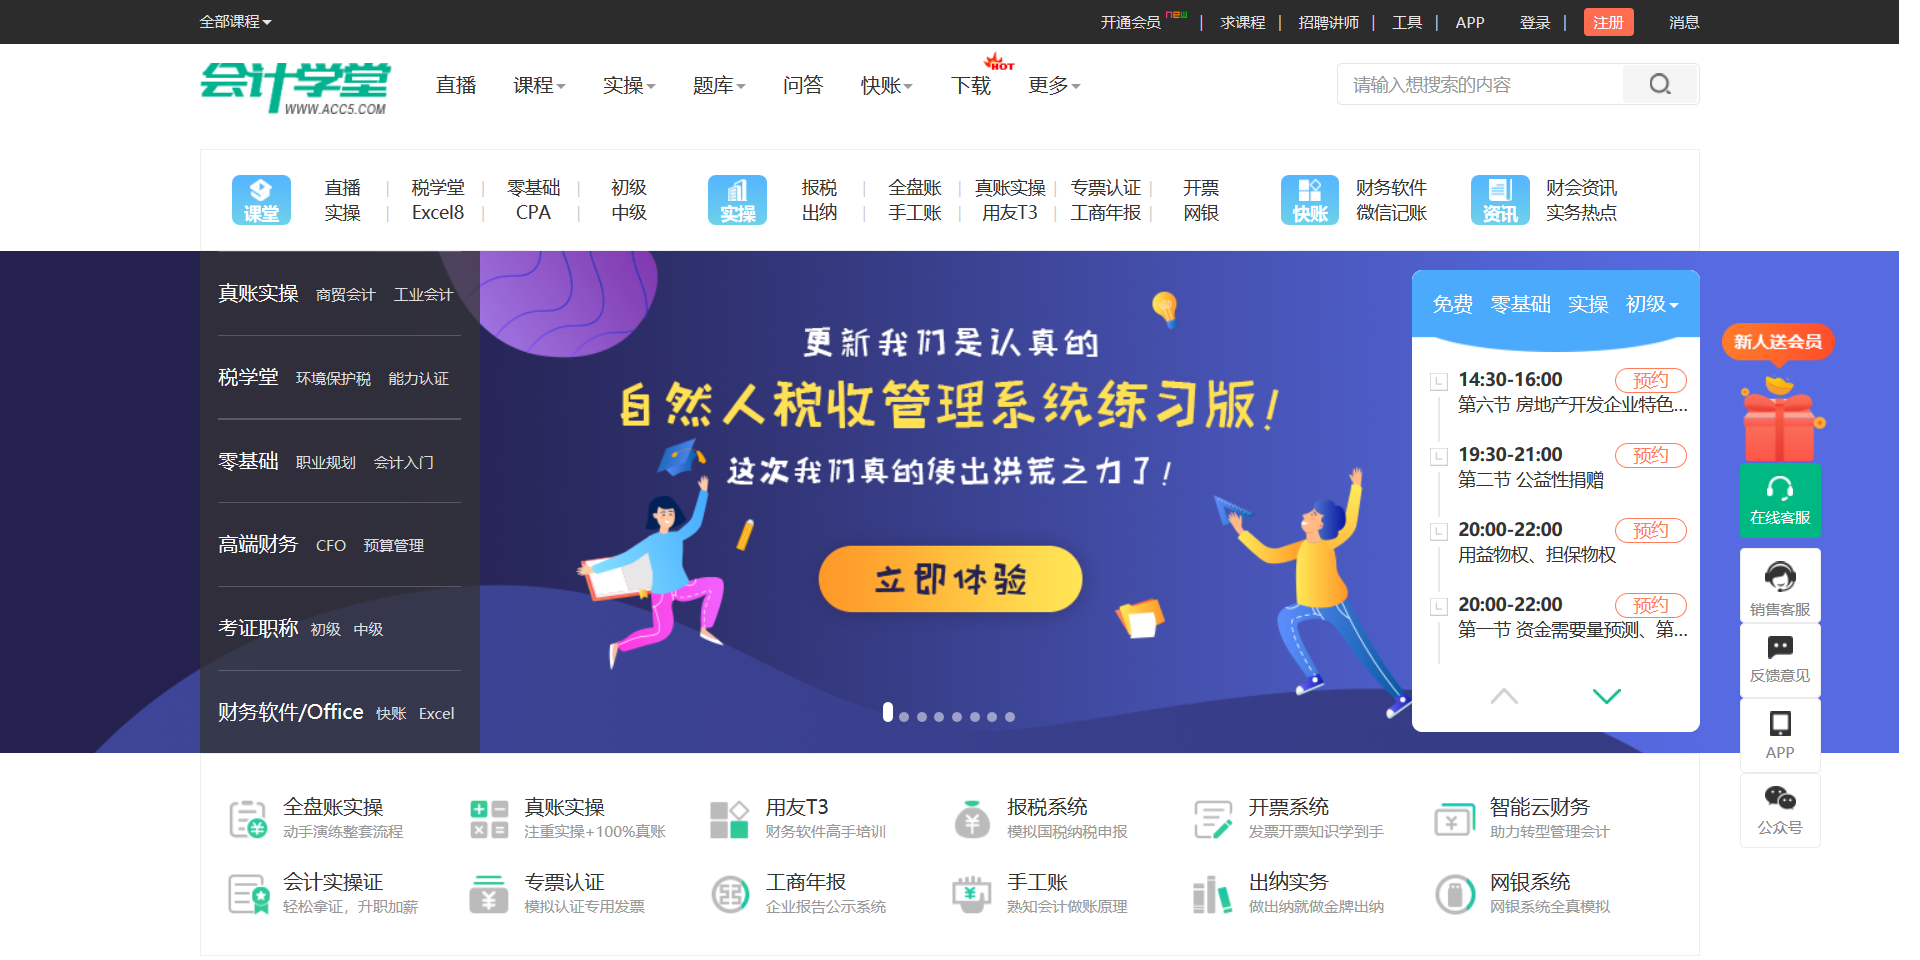 全部课程
开通会员 new | 求课程 | 招聘讲师 | 工具 | APP 登录 | 注册 消息
会计学堂
WWW.ACC5.COM
直播 课程 实操 题库 问答 快账 下载 HOT 更多
请输入想搜索的内容
课堂
直播 | 税学堂 | 零基础 | 初级
实操 | Excel8 | CPA | 中级
实操
报税 | 全盘账 | 真账实操 | 专票认证 | 开票
出纳 | 手工账 | 用友T3 | 工商年报 | 网银
快账
财务软件
微信记账
资讯
财会资讯
实务热点
真账实操 商贸会计 工业会计
税学堂 环境保护税 能力认证
零基础 职业规划 会计入门
高端财务 CFO 预算管理
考证职称 初级 中级
财务软件/Office 快账 Excel
更新我们是认真的
自然人税收管理系统练习版!
这次我们真的使出洪荒之力了!
立即体验
免费 零基础 实操 初级
14:30-16:00 预约
第六节 房地产开发企业特色...
19:30-21:00 预约
第二节 公益性捐赠
20:00-22:00 预约
用益物权、担保物权
20:00-22:00 预约
第一节 资金需要量预测、第...
新人送会员
在线客服
销售客服
反馈意见
APP
公众号
全盘账实操
动手演练整套流程
真账实操
注重实操+100%真账
用友T3
财务软件高手培训
报税系统
模拟国税纳税申报
开票系统
发票开票知识学到手
智能云财务
助力转型管理会计
会计实操证
轻松拿证，升职加薪
专票认证
模拟认证专用发票
工商年报
企业报告公示系统
手工账
熟知会计做账原理
出纳实务
做出纳就做金牌出纳
网银系统
网银系统全真模拟